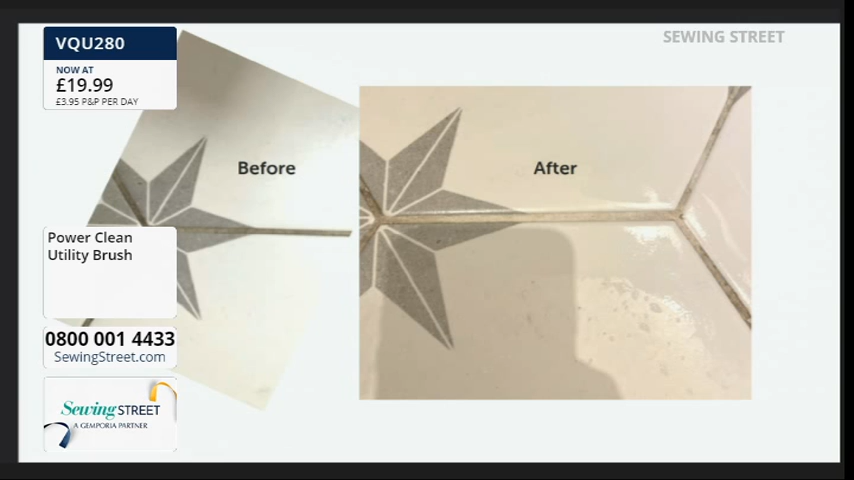 VQU280
NOW AT
£19.99
£3.95 P&P PER DAY
SEWING STREET
Before
After
Power Clean
Utility Brush
0800 001 4433
SewingStreet.com
Sewing STREET
A GEMPORIA PARTNER